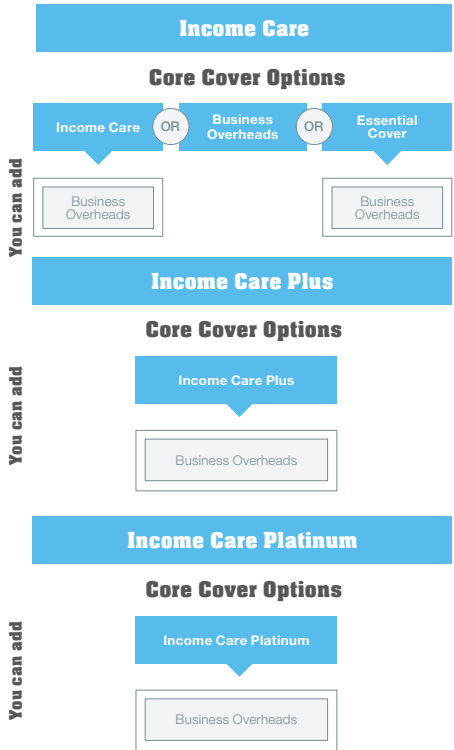 Income Care
Core Cover Options
Income Care
OR
Business
Overheads
OR
Essential
Cover
You can add
Business
Overheads
Business
Overheads
Income Care Plus
Core Cover Options
Income Care Plus
You can add
Business Overheads
Income Care Platinum
Core Cover Options
Income Care Platinum
You can add
Business Overheads